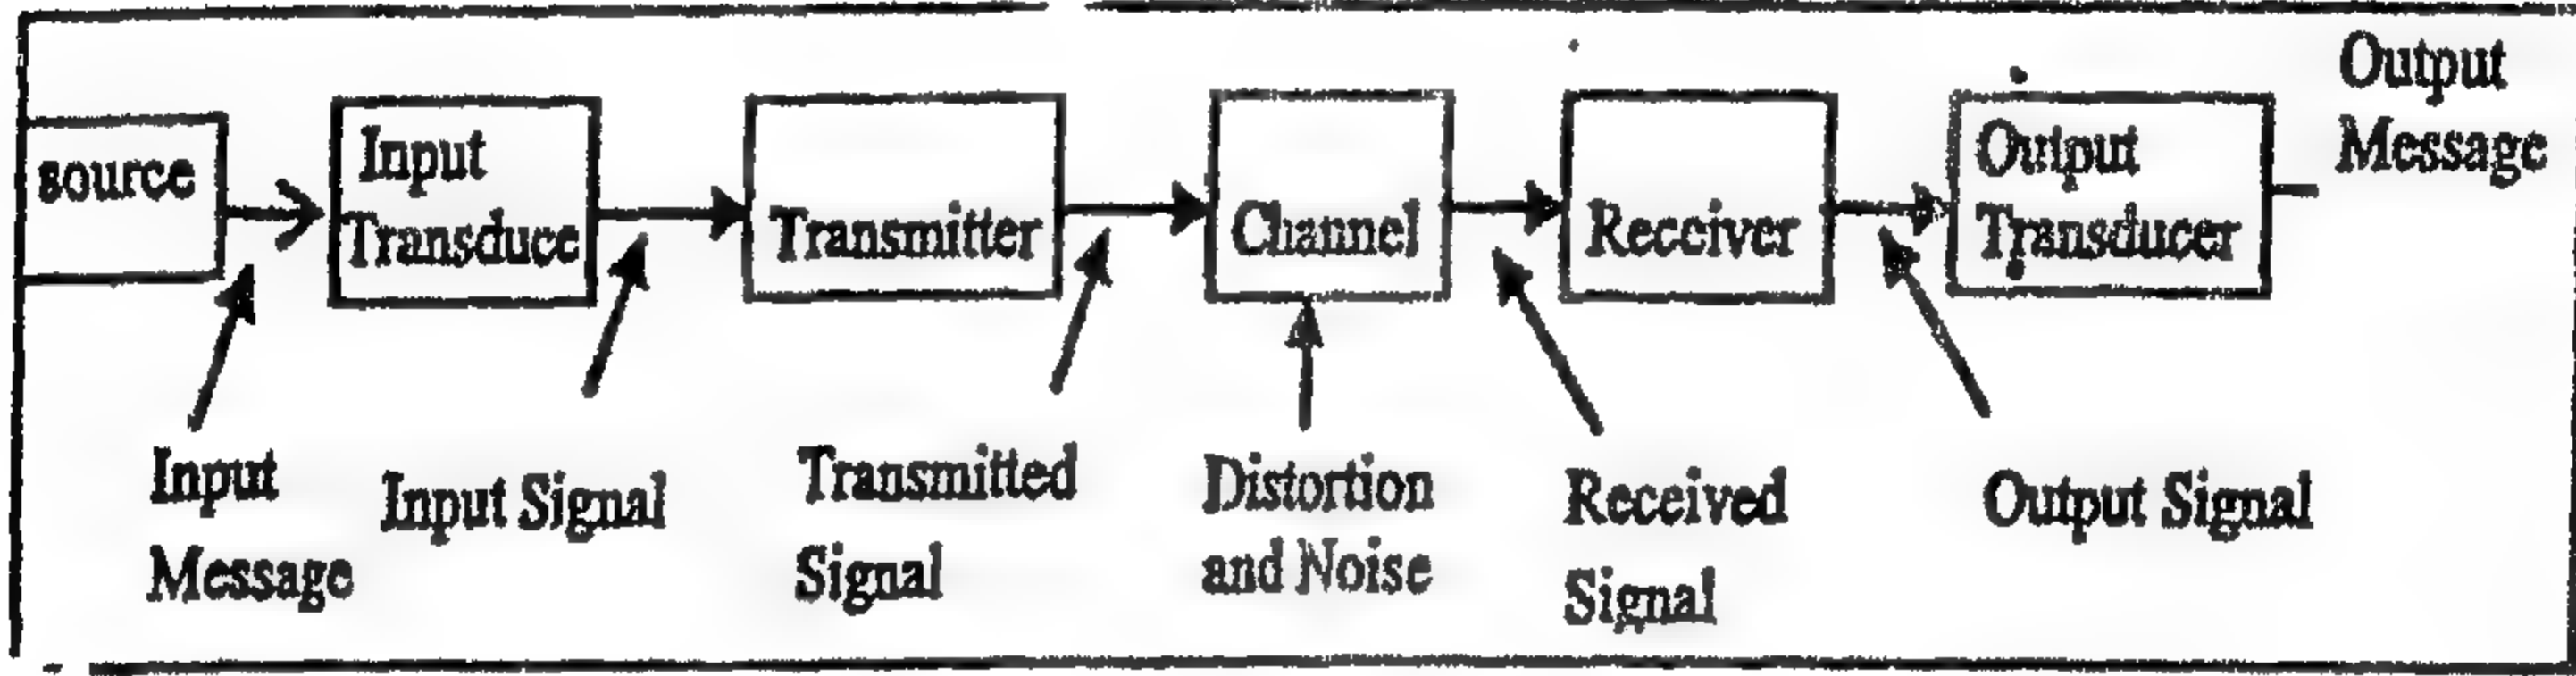 source
Input
Transduce
Transmitter
Channel
Receiver
Output
Transducer
Output
Message
Input
Message
Input Signal
Transmitted
Signal
Distortion
and Noise
Received
Signal
Output Signal